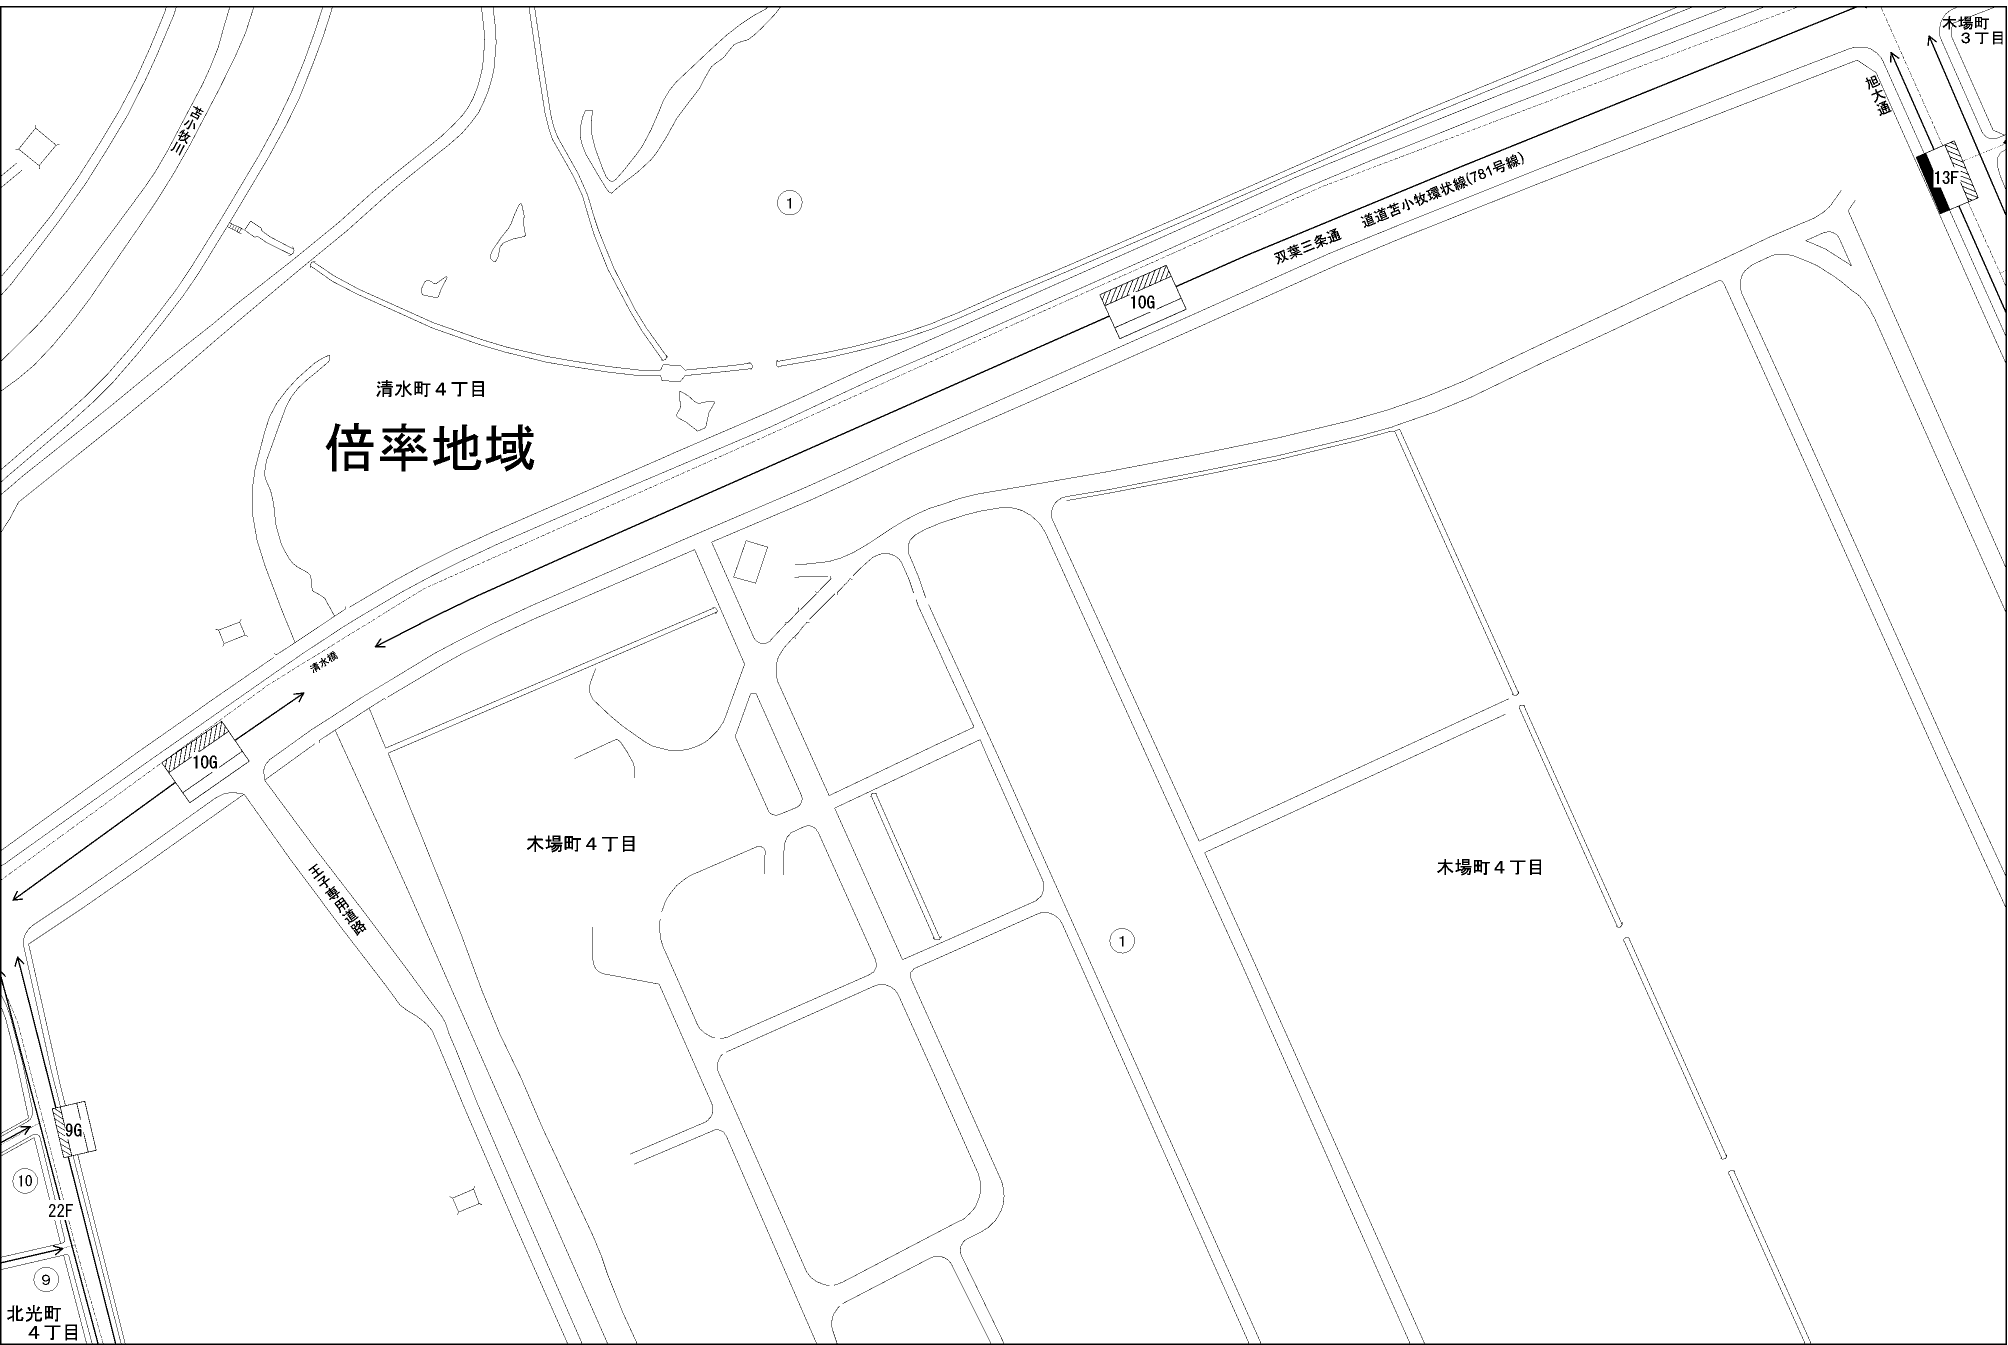 木場町
３丁目
旭大通
苫小牧川
13F
1
道道苫小牧環状線(781号線)
双葉三条通
10G
清水町４丁目
倍率地域
清水橋
10G
木場町４丁目
木場町４丁目
王子専用道路
1
9G
10
22F
9
北光町
４丁目